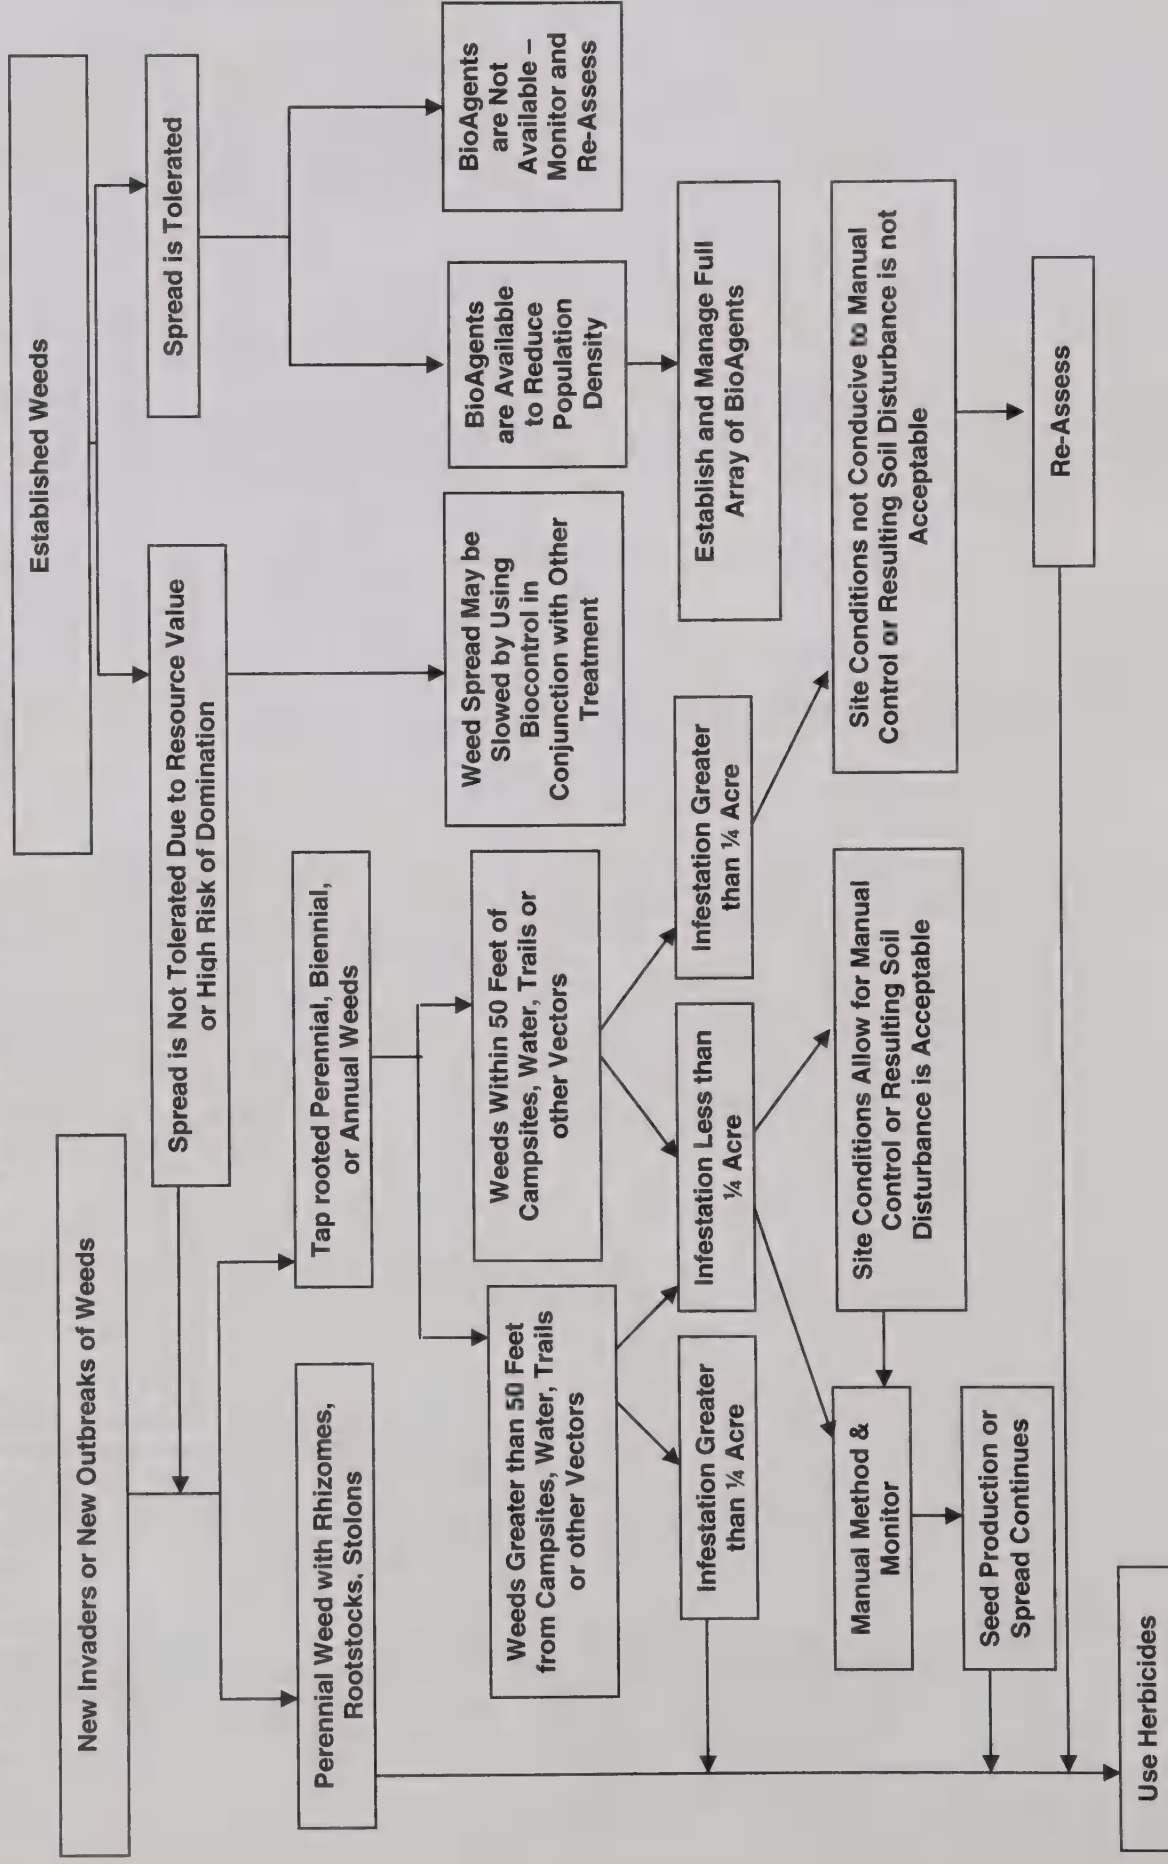 Established Weeds
New Invaders or New Outbreaks of Weeds
Spread is Not Tolerated Due to Resource Value
or High Risk of Domination
Spread is Tolerated
Perennial Weed with Rhizomes,
Rootstocks, Stolons
Tap rooted Perennial, Biennial,
or Annual Weeds
Weeds Greater than 50 Feet
from Campsites, Water, Trails
or other Vectors
Weeds Within 50 Feet of
Campsites, Water, Trails or
other Vectors
Weed Spread May be
Slowed by Using
Biocontrol in
Conjunction with Other
Treatment
BioAgents
are Available
to Reduce
Population
Density
BioAgents
are Not
Available –
Monitor and
Re-Assess
Infestation Greater
than ¼ Acre
Infestation Less than
¼ Acre
Infestation Greater
than ¼ Acre
Establish and Manage Full
Array of BioAgents
Manual Method &
Monitor
Site Conditions Allow for Manual
Control or Resulting Soil
Disturbance is Acceptable
Site Conditions not Conducive to Manual
Control or Resulting Soil Disturbance is not
Acceptable
Seed Production or
Spread Continues
Re-Assess
Use Herbicides